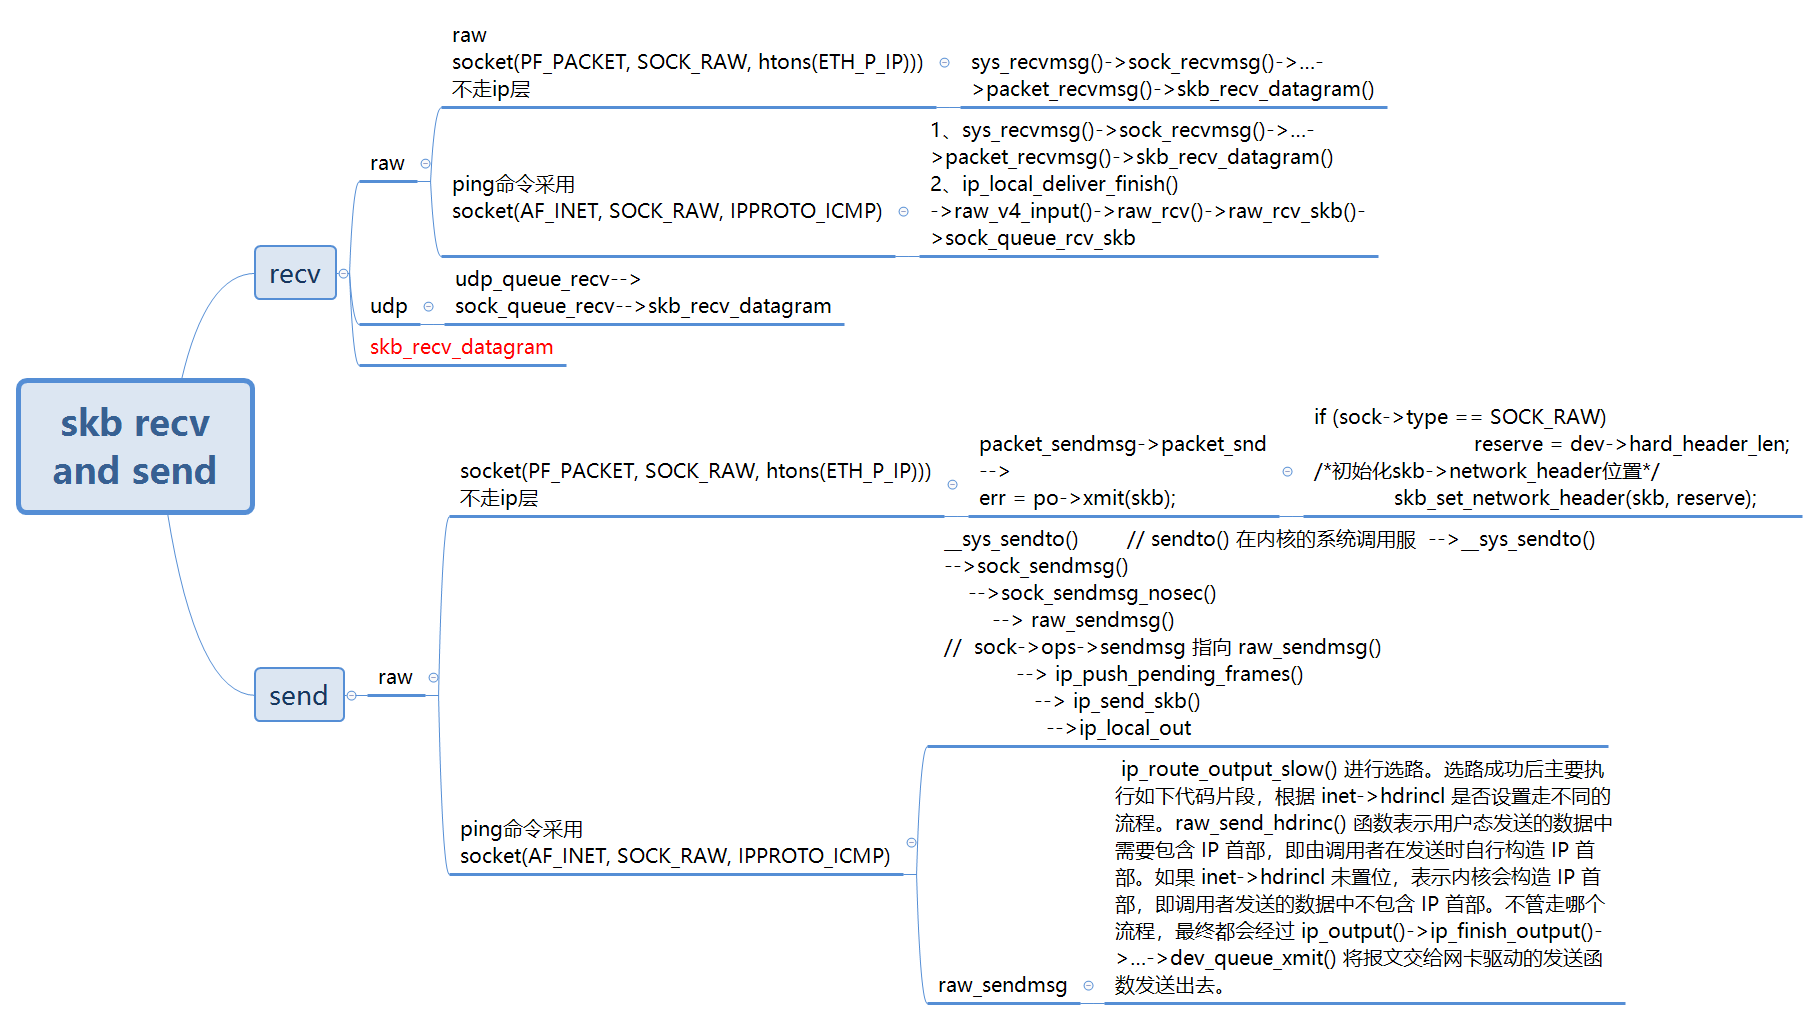 skb recv
and send
recv
raw
raw
socket(PF_PACKET, SOCK_RAW, htons(ETH_P_IP)))
不走ip层
sys_recvmsg()->sock_recvmsg()->...-
>packet_recvmsg()->skb_recv_datagram()
ping命令采用
socket(AF_INET, SOCK_RAW, IPPROTO_ICMP)
1、sys_recvmsg()->sock_recvmsg()->...-
>packet_recvmsg()->skb_recv_datagram()
2、ip_local_deliver_finish()
->raw_v4_input()->raw_rcv()->raw_rcv_skb()-
>sock_queue_rcv_skb
udp
udp_queue_recv-->
sock_queue_recv-->skb_recv_datagram
skb_recv_datagram
send
raw
socket(PF_PACKET, SOCK_RAW, htons(ETH_P_IP)))
不走ip层
packet_sendmsg->packet_snd
-->
err = po->xmit(skb);
if (sock->type == SOCK_RAW)
reserve = dev->hard_header_len;
/*初始化skb->network_header位置*/
skb_set_network_header(skb, reserve);
ping命令采用
socket(AF_INET, SOCK_RAW, IPPROTO_ICMP)
__sys_sendto() // sendto() 在内核的系统调用服 -->__sys_sendto()
-->sock_sendmsg()
-->sock_sendmsg_nosec()
--> raw_sendmsg()
// sock->ops->sendmsg 指向 raw_sendmsg()
--> ip_push_pending_frames()
--> ip_send_skb()
-->ip_local_out
raw_sendmsg
ip_route_output_slow() 进行选路。选路成功后主要执
行如下代码片段，根据 inet->hdrincl 是否设置走不同的
流程。raw_send_hdrinc() 函数表示用户态发送的数据中
需要包含 IP 首部，即由调用者在发送时自行构造 IP 首
部。如果 inet->hdrincl 未置位，表示内核会构造 IP 首
部，即调用者发送的数据中不包含 IP 首部。不管走哪个
流程，最终都会经过 ip_output()->ip_finish_output()-
>...->dev_queue_xmit() 将报文交给网卡驱动的发送函
数发送出去。